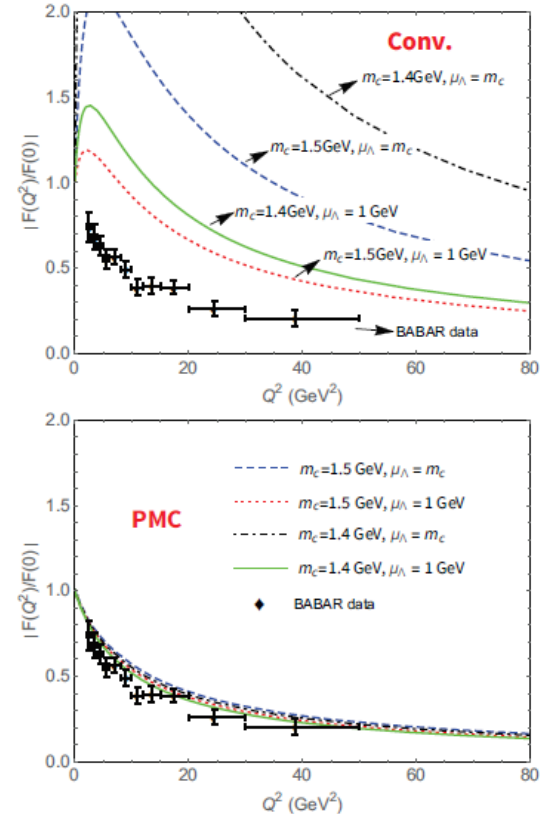 2.0
Conv.
m_c=1.4GeV, μ_Λ = m_c
1.5
m_c=1.5GeV, μ_Λ = m_c
| F(Q²)/F(0) |
1.0
m_c=1.4GeV, μ_Λ = 1 GeV
m_c=1.5GeV, μ_Λ = 1 GeV
0.5
BABAR data
0.0
0 20 40 60 80
Q² (GeV²)
2.0
1.5
m_c=1.5 GeV, μ_Λ = m_c
m_c=1.5 GeV, μ_Λ = 1 GeV
PMC
m_c=1.4 GeV, μ_Λ = m_c
m_c=1.4 GeV, μ_Λ = 1 GeV
| F(Q²)/F(0) |
1.0
BABAR data
0.5
0.0
0 20 40 60 80
Q² (GeV²)